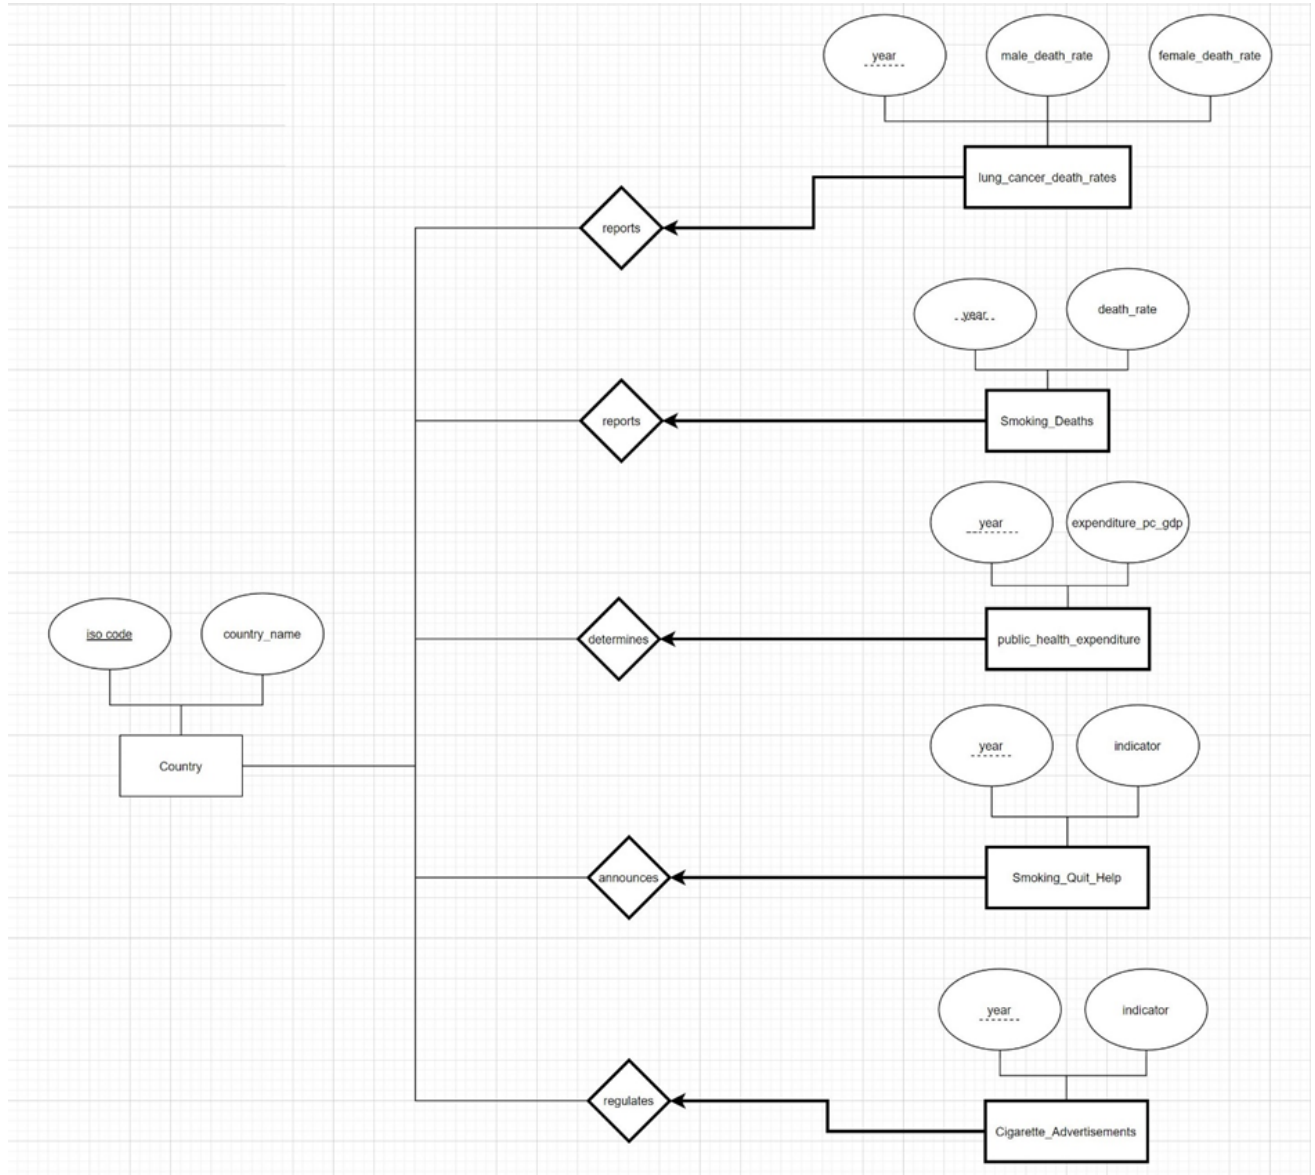 year
male_death_rate
female_death_rate
lung_cancer_death_rates
reports
year
death_rate
reports
Smoking_Deaths
year
expenditure_pc_gdp
iso code
country_name
determines
public_health_expenditure
year
indicator
Country
announces
Smoking_Quit_Help
year
indicator
regulates
Cigarette_Advertisements